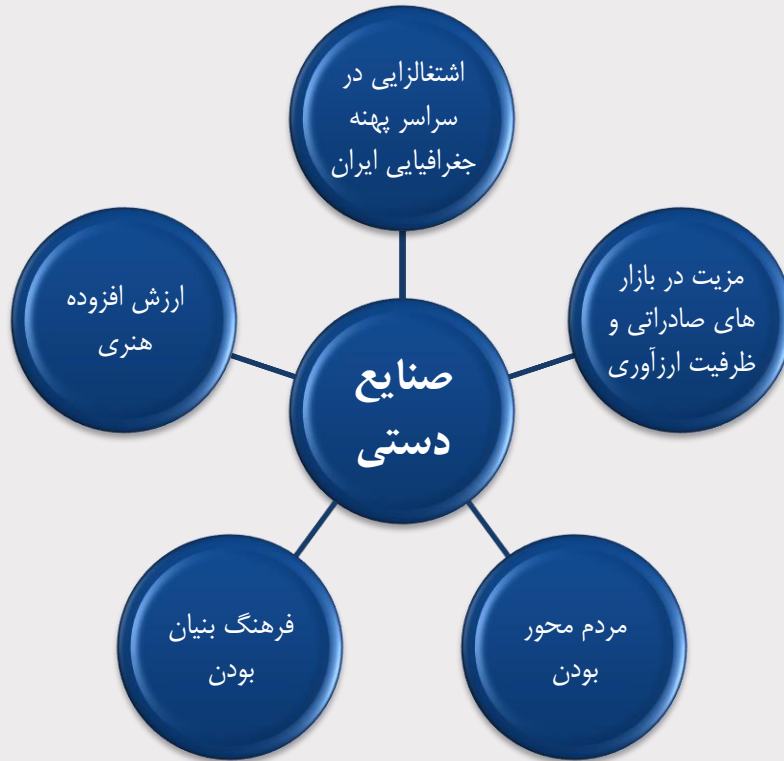 اشتغالزایی در
سراسر پهنه
جغرافیایی ایران
مزیت در بازار
های صادراتی و
ظرفیت ارزآوری
ارزش افزوده
هنری
صنایع
دستی
مردم محور
بودن
فرهنگ بنیان
بودن